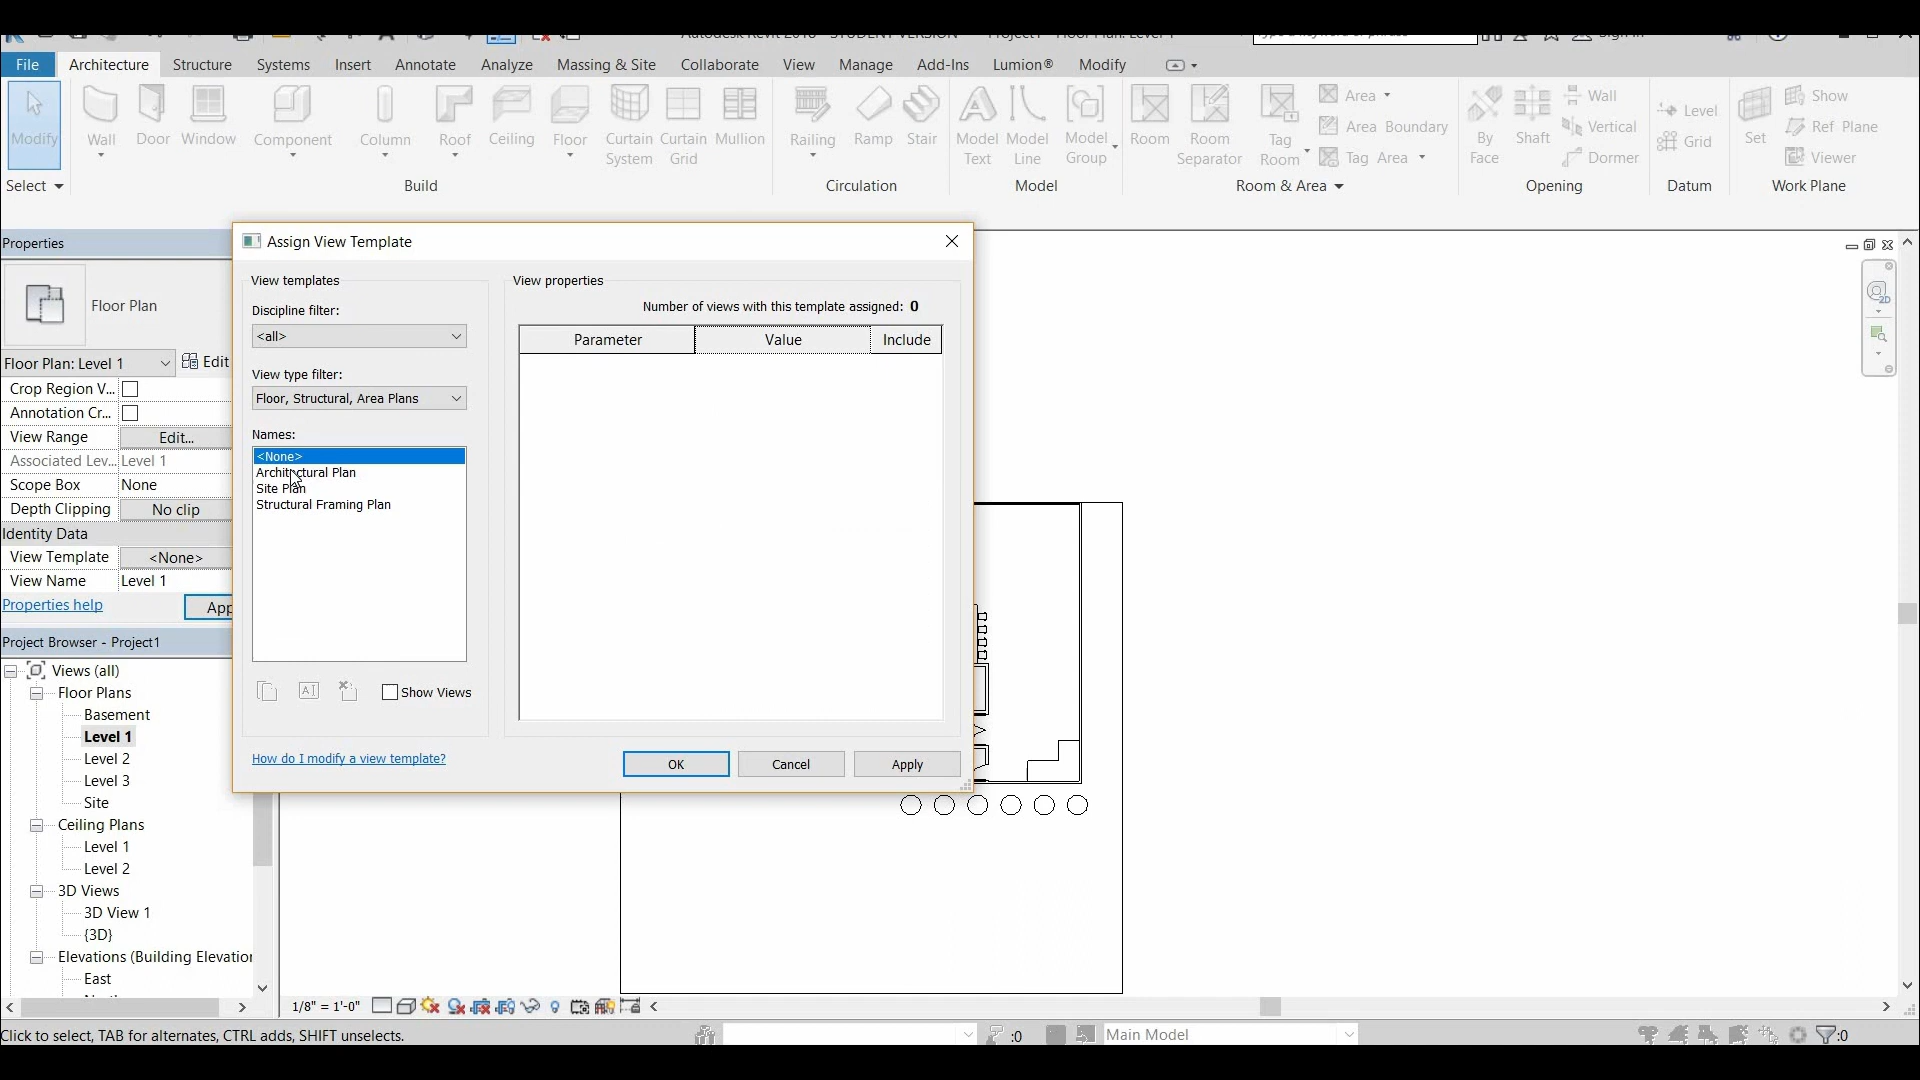 File Architecture Structure Systems Insert Annotate Analyze Massing & Site Collaborate View Manage Add-Ins Lumion® Modify
Modify Wall Door Window Component Column Roof Ceiling Floor Curtain System Curtain Grid Mullion Railing Ramp Stair Model Text Model Line Model Group Room Room Separator Tag Room Area Area Boundary Tag Area By Face Shaft Wall Vertical Dormer Level Grid Set Show Ref Plane Viewer
Select Build Circulation Model Room & Area Opening Datum Work Plane
Properties
Floor Plan
Floor Plan: Level 1 Edit
Crop Region V...
Annotation Cr...
View Range Edit...
Associated Lev... Level 1
Scope Box None
Depth Clipping No clip
Identity Data
View Template <None>
View Name Level 1
Properties help App
Project Browser - Project1
Views (all)
Floor Plans
Basement
Level 1
Level 2
Level 3
Site
Ceiling Plans
Level 1
Level 2
3D Views
3D View 1
{3D}
Elevations (Building Elevation
East
Assign View Template
View templates
Discipline filter:
<all>
View type filter:
Floor, Structural, Area Plans
Names:
<None>
Architectural Plan
Site Plan
Structural Framing Plan
Show Views
How do I modify a view template?
View properties
Number of views with this template assigned: 0
Parameter Value Include
OK Cancel Apply
2D
1/8" = 1'-0"
Click to select, TAB for alternates, CTRL adds, SHIFT unselects.
:0 Main Model :0